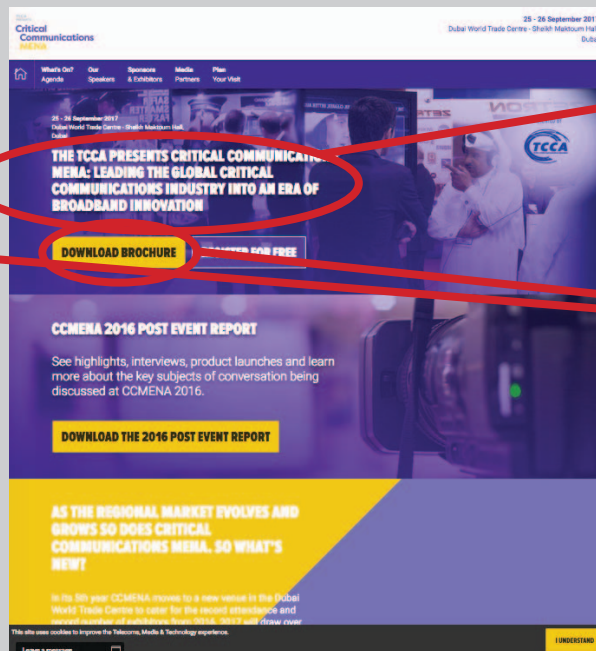 Critical
Communications
MENA
25 - 26 September 2017
Dubai World Trade Centre - Sheikh Maktoum Hall
Dubai
What's On?
Agenda
Our
Speakers
Sponsors
& Exhibitors
Media
Partners
Plan
Your Visit
25 - 26 September 2017
Dubai World Trade Centre - Sheikh Maktoum Hall,
Dubai
THE TCCA PRESENTS CRITICAL COMMUNICATIONS
MENA: LEADING THE GLOBAL CRITICAL
COMMUNICATIONS INDUSTRY INTO AN ERA OF
BROADBAND INNOVATION
TCCA
DOWNLOAD BROCHURE
REGISTER FOR FREE
CCMENA 2016 POST EVENT REPORT
See highlights, interviews, product launches and learn
more about the key subjects of conversation being
discussed at CCMENA 2016.
DOWNLOAD THE 2016 POST EVENT REPORT
AS THE REGIONAL MARKET EVOLVES AND
GROWS SO DOES CRITICAL
COMMUNICATIONS MENA. SO WHAT'S
NEW?
In its 5th year CCMENA moves to a new venue in the Dubai
World Trade Centre to cater for the record attendance and
record number of exhibitors from 2016. 2017 will draw over
This site uses cookies to improve the Telecoms, Media & Technology experience.
I UNDERSTAND
Leave a message